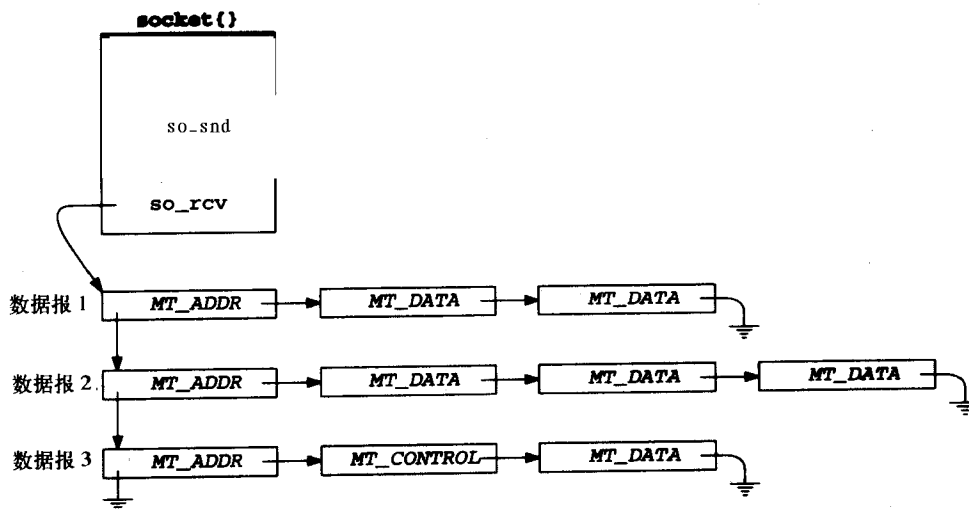 socket{}
so_snd
so_rcv
数据报 1 MT_ADDR MT_DATA MT_DATA
数据报 2 MT_ADDR MT_DATA MT_DATA MT_DATA
数据报 3 MT_ADDR MT_CONTROL MT_DATA